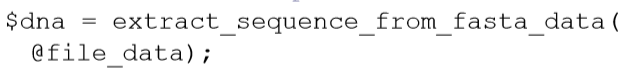 $dna = extract_sequence_from_fasta_data(
@file_data);